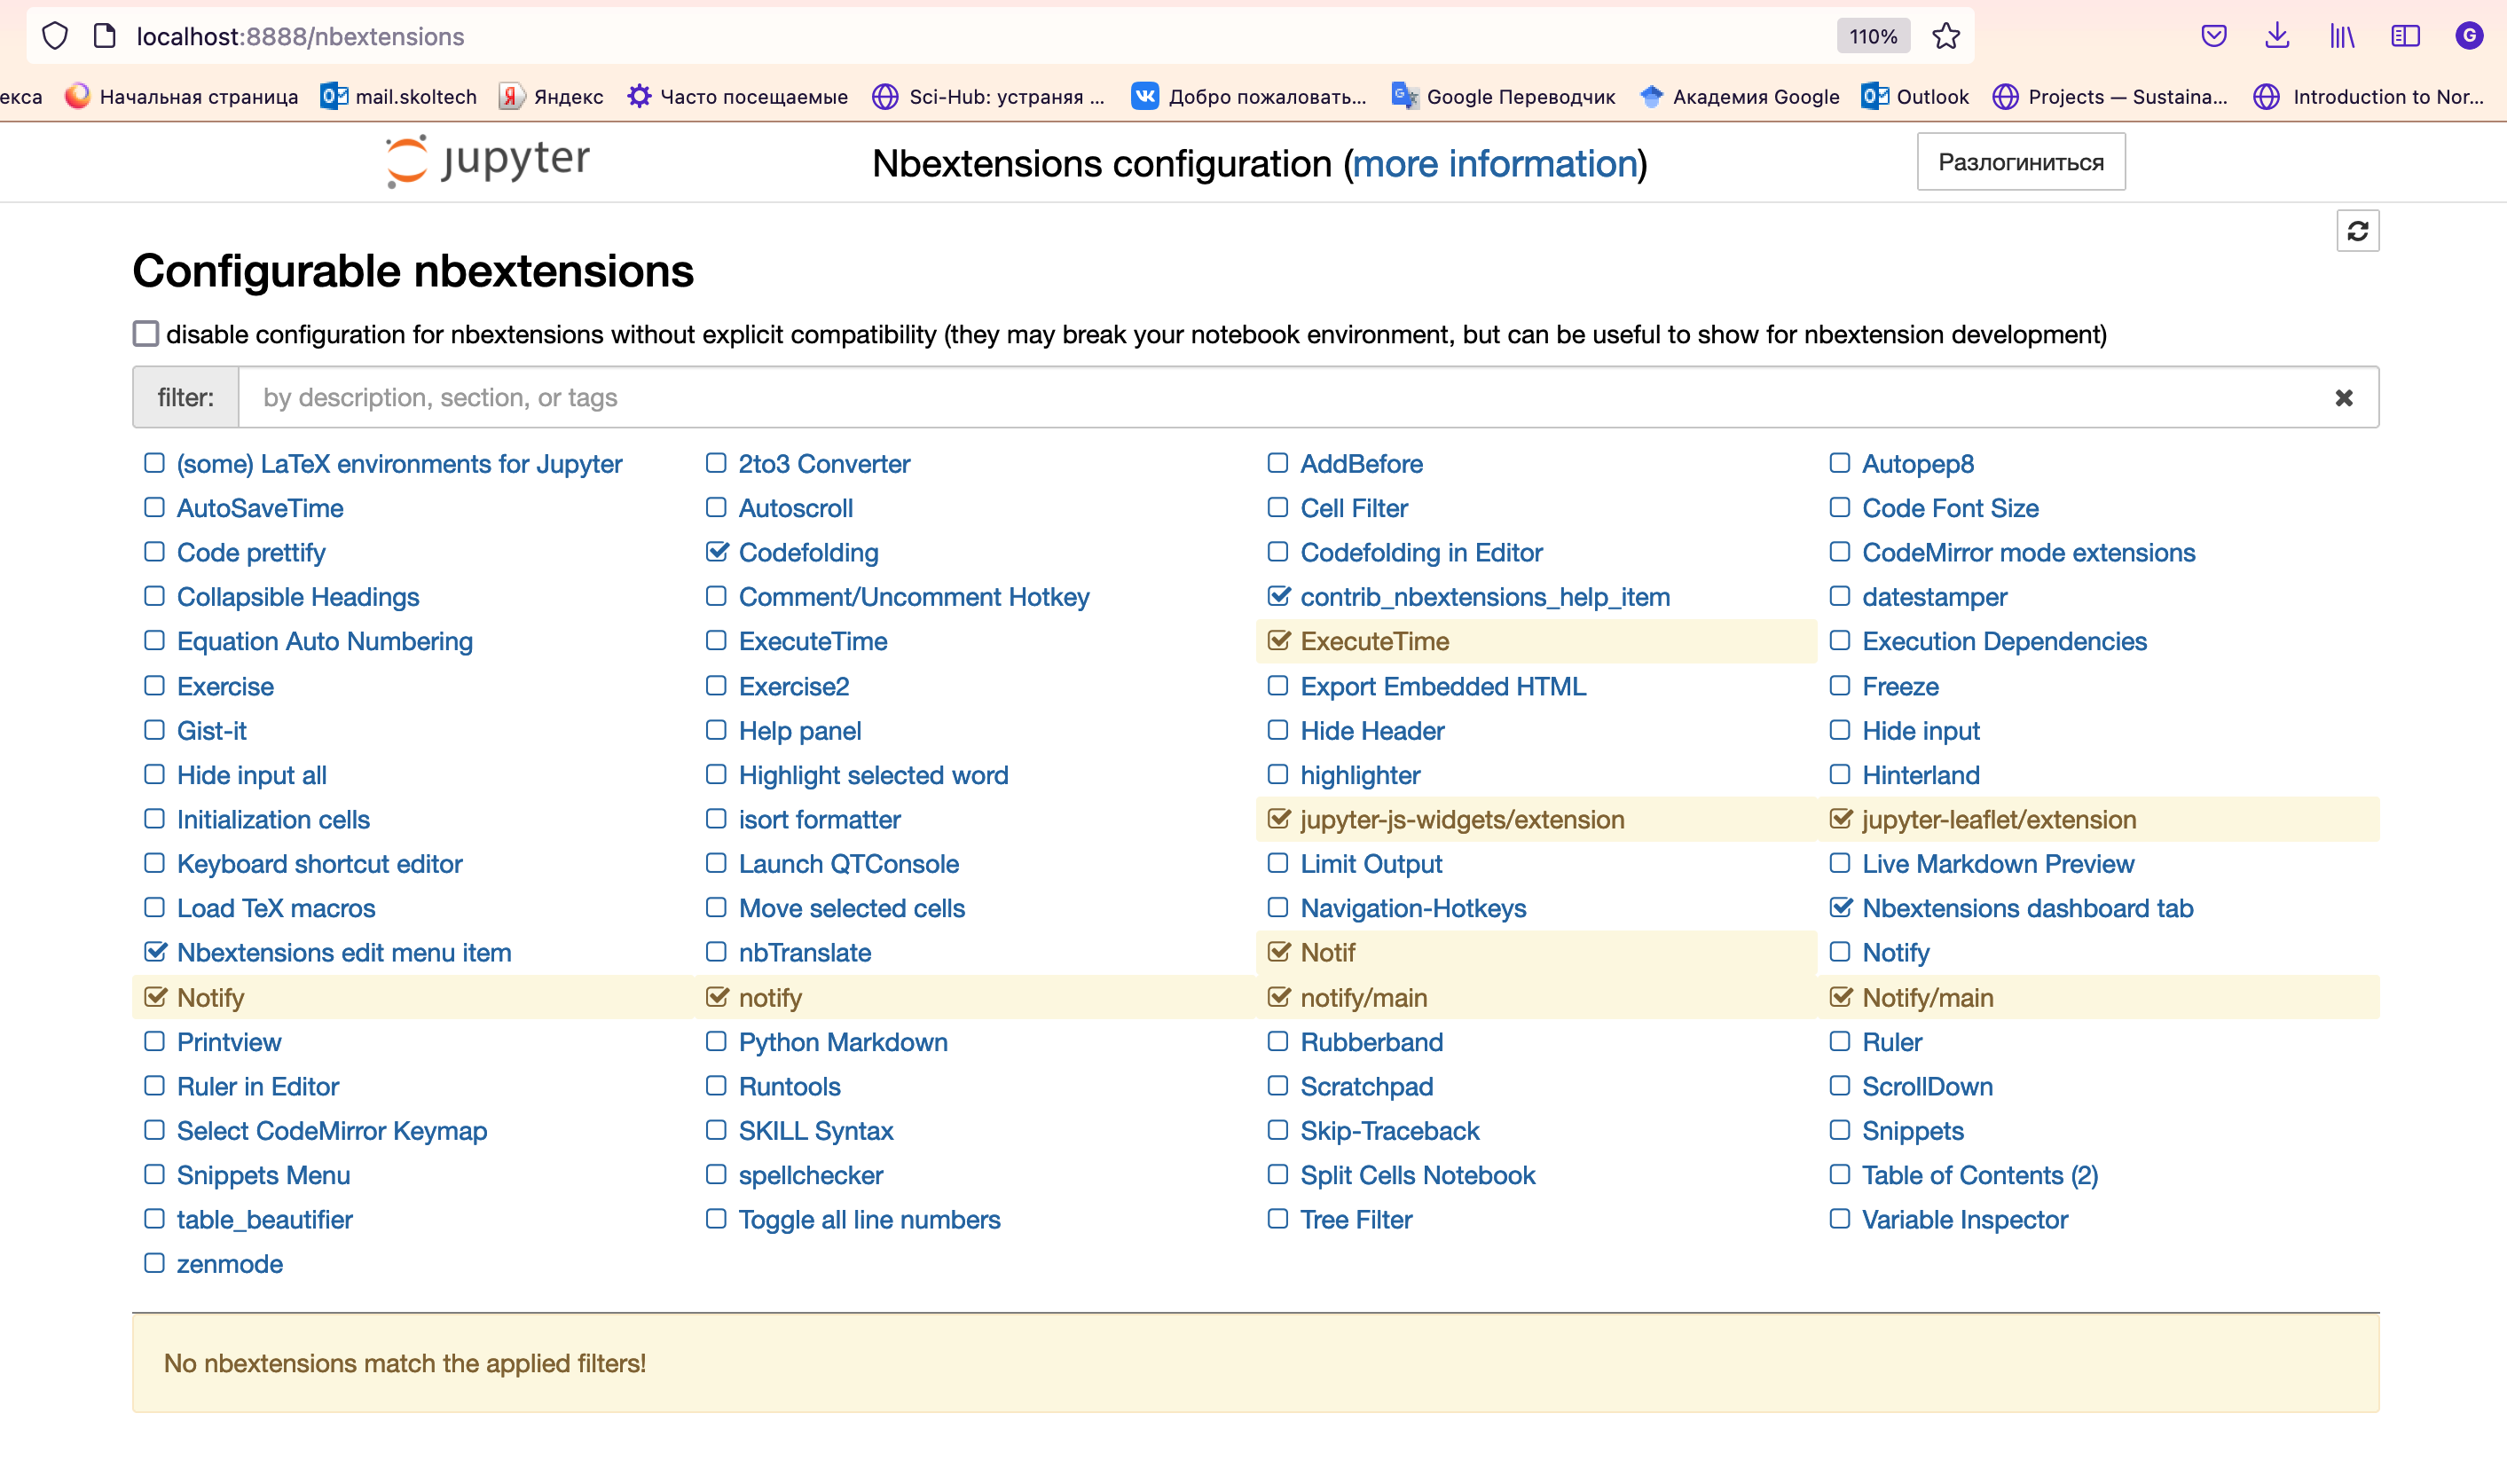 localhost:8888/nbextensions 110% G
екса Начальная страница mail.skoltech Яндекс Часто посещаемые Sci-Hub: устраняя ... Добро пожаловать... Google Переводчик Академия Google Outlook Projects — Sustaina... Introduction to Nor...
jupyter Nbextensions configuration (more information) Разлогиниться
Configurable nbextensions
disable configuration for nbextensions without explicit compatibility (they may break your notebook environment, but can be useful to show for nbextension development)
filter: by description, section, or tags
(some) LaTeX environments for Jupyter 2to3 Converter AddBefore Autopep8
AutoSaveTime Autoscroll Cell Filter Code Font Size
Code prettify Codefolding Codefolding in Editor CodeMirror mode extensions
Collapsible Headings Comment/Uncomment Hotkey contrib_nbextensions_help_item datestamper
Equation Auto Numbering ExecuteTime ExecuteTime Execution Dependencies
Exercise Exercise2 Export Embedded HTML Freeze
Gist-it Help panel Hide Header Hide input
Hide input all Highlight selected word highlighter Hinterland
Initialization cells isort formatter jupyter-js-widgets/extension jupyter-leaflet/extension
Keyboard shortcut editor Launch QTConsole Limit Output Live Markdown Preview
Load TeX macros Move selected cells Navigation-Hotkeys Nbextensions dashboard tab
Nbextensions edit menu item nbTranslate Notif Notify
Notify notify notify/main Notify/main
Printview Python Markdown Rubberband Ruler
Ruler in Editor Runtools Scratchpad ScrollDown
Select CodeMirror Keymap SKILL Syntax Skip-Traceback Snippets
Snippets Menu spellchecker Split Cells Notebook Table of Contents (2)
table_beautifier Toggle all line numbers Tree Filter Variable Inspector
zenmode
No nbextensions match the applied filters!